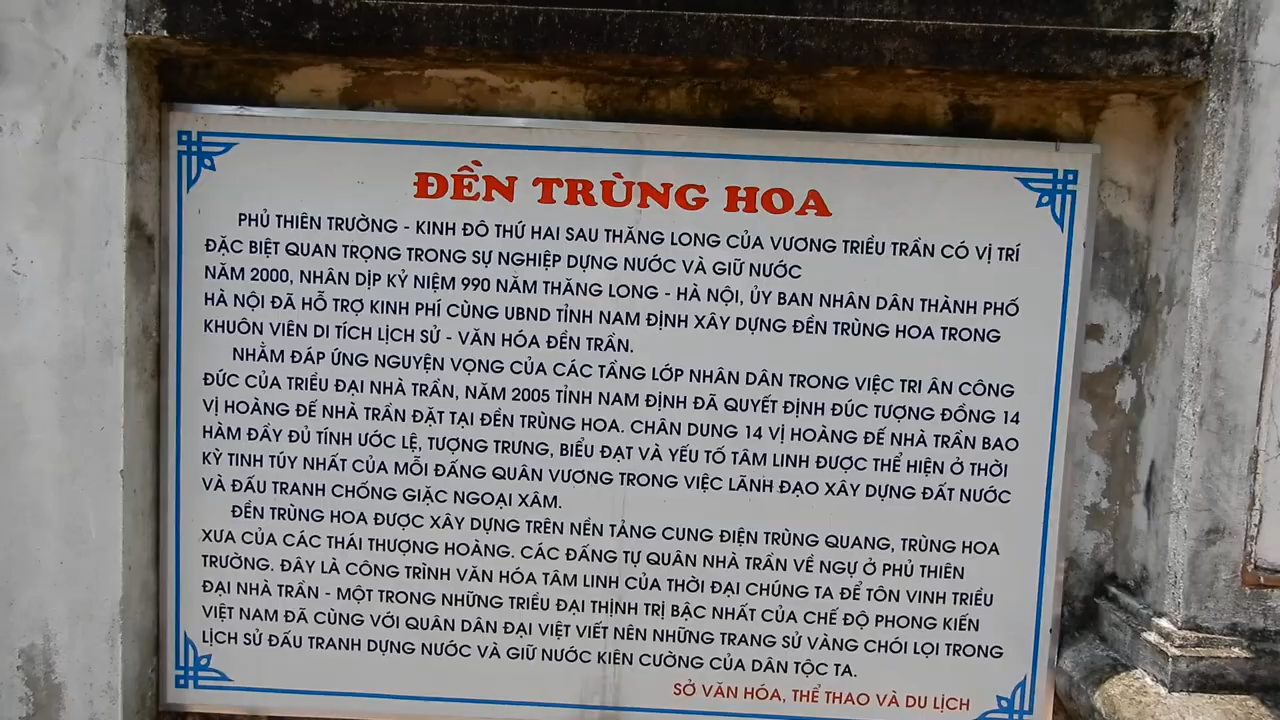 ĐỀN TRÙNG HOA
PHỦ THIÊN TRƯỜNG - KINH ĐÔ THỨ HAI SAU THĂNG LONG CỦA VƯƠNG TRIỀU TRẦN CÓ VỊ TRÍ
ĐẶC BIỆT QUAN TRỌNG TRONG SỰ NGHIỆP DỰNG NƯỚC VÀ GIỮ NƯỚC
NĂM 2000, NHÂN DỊP KỶ NIỆM 990 NĂM THĂNG LONG - HÀ NỘI, ỦY BAN NHÂN DÂN THÀNH PHỐ
HÀ NỘI ĐÃ HỖ TRỢ KINH PHÍ CÙNG UBND TỈNH NAM ĐỊNH XÂY DỰNG ĐỀN TRÙNG HOA TRONG
KHUÔN VIÊN DI TÍCH LỊCH SỬ - VĂN HÓA ĐỀN TRẦN.
NHẰM ĐÁP ỨNG NGUYỆN VỌNG CỦA CÁC TẦNG LỚP NHÂN DÂN TRONG VIỆC TRI ÂN CÔNG
ĐỨC CỦA TRIỀU ĐẠI NHÀ TRẦN, NĂM 2005 TỈNH NAM ĐỊNH ĐÃ QUYẾT ĐỊNH ĐÚC TƯỢNG ĐỒNG 14
VỊ HOÀNG ĐẾ NHÀ TRẦN ĐẶT TẠI ĐỀN TRÙNG HOA. CHÂN DUNG 14 VỊ HOÀNG ĐẾ NHÀ TRẦN BAO
HÀM ĐẦY ĐỦ TÍNH ƯỚC LỆ, TƯỢNG TRƯNG, BIỂU ĐẠT VÀ YẾU TỐ TÂM LINH ĐƯỢC THỂ HIỆN Ở THỜI
KỲ TINH TÚY NHẤT CỦA MỖI ĐẤNG QUÂN VƯƠNG TRONG VIỆC LÃNH ĐẠO XÂY DỰNG ĐẤT NƯỚC
VÀ ĐẤU TRANH CHỐNG GIẶC NGOẠI XÂM.
ĐỀN TRÙNG HOA ĐƯỢC XÂY DỰNG TRÊN NỀN TẢNG CUNG ĐIỆN TRÙNG QUANG, TRÙNG HOA
XƯA CỦA CÁC THÁI THƯỢNG HOÀNG. CÁC ĐẤNG TỰ QUÂN NHÀ TRẦN VỀ NGỰ Ở PHỦ THIÊN
TRƯỜNG. ĐÂY LÀ CÔNG TRÌNH VĂN HÓA TÂM LINH CỦA THỜI ĐẠI CHÚNG TA ĐỂ TÔN VINH TRIỀU
ĐẠI NHÀ TRẦN - MỘT TRONG NHỮNG TRIỀU ĐẠI THỊNH TRỊ BẬC NHẤT CỦA CHẾ ĐỘ PHONG KIẾN
VIỆT NAM ĐÃ CÙNG VỚI QUÂN DÂN ĐẠI VIỆT VIẾT NÊN NHỮNG TRANG SỬ VÀNG CHÓI LỌI TRONG
LỊCH SỬ ĐẤU TRANH DỰNG NƯỚC VÀ GIỮ NƯỚC KIÊN CƯỜNG CỦA DÂN TỘC TA.
SỞ VĂN HÓA, THỂ THAO VÀ DU LỊCH